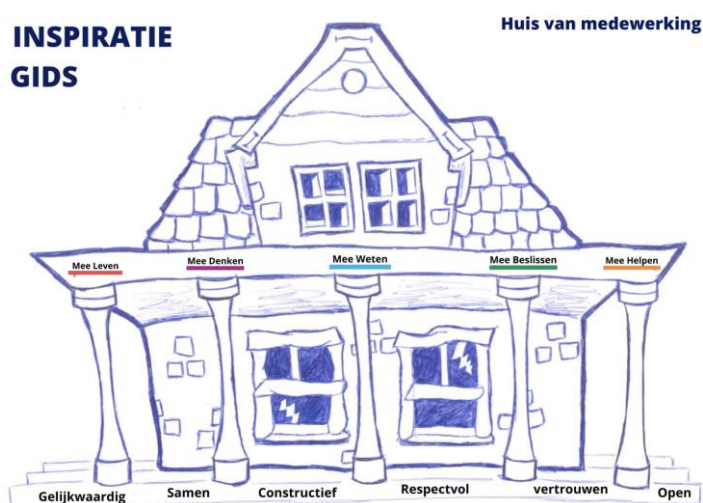 INSPIRATIE
GIDS
Huis van medewerking
Mee Leven
Mee Denken
Mee Weten
Mee Beslissen
Mee Helpen
Gelijkwaardig
Samen
Constructief
Respectvol
vertrouwen
Open